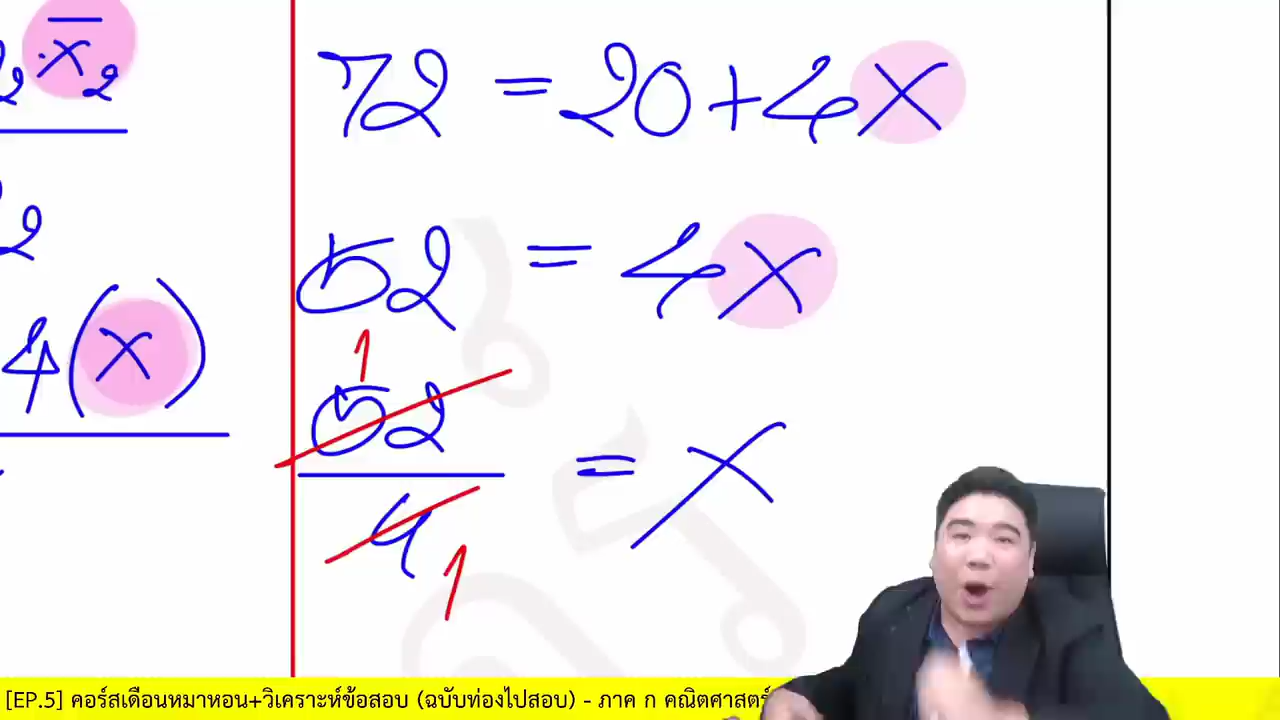 x̄₂
72 = 20+4x
2
52 = 4x
4(x)
1
52
4
= x
1
[EP.5] คอร์สเดือนหมาหอน+วิเคราะห์ข้อสอบ (ฉบับท่องไปสอบ) - ภาค ก คณิตศาสตร์